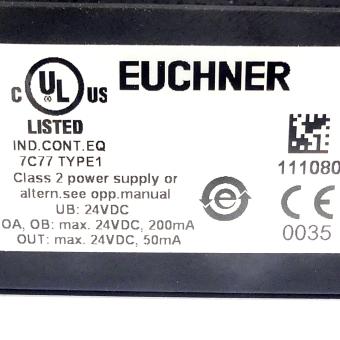 C UL US EUCHNER
LISTED
IND.CONT.EQ
7C77 TYPE1
111080
Class 2 power supply or
altern.see opp.manual
UB: 24VDC
OA, OB: max. 24VDC, 200mA
OUT: max. 24VDC, 50mA
e
CE
0035